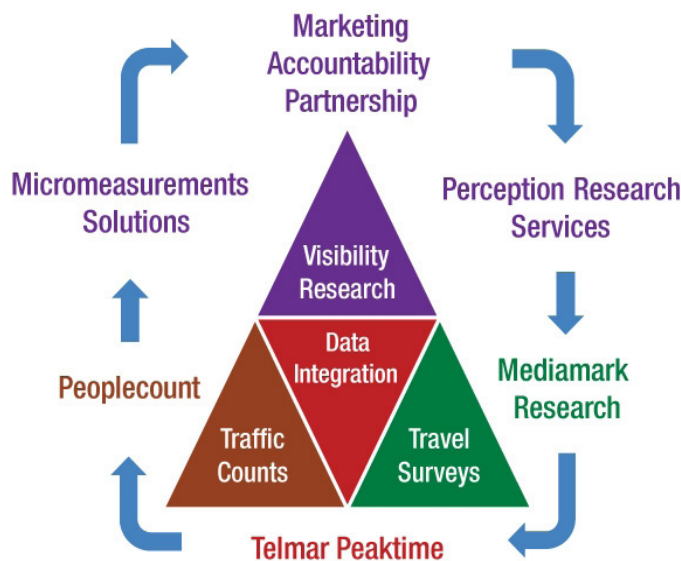 Marketing
Accountability
Partnership
Micromeasurements
Solutions
Perception Research
Services
Visibility
Research
Data
Integration
Peoplecount
Mediamark
Research
Traffic
Counts
Travel
Surveys
Telmar Peaktime